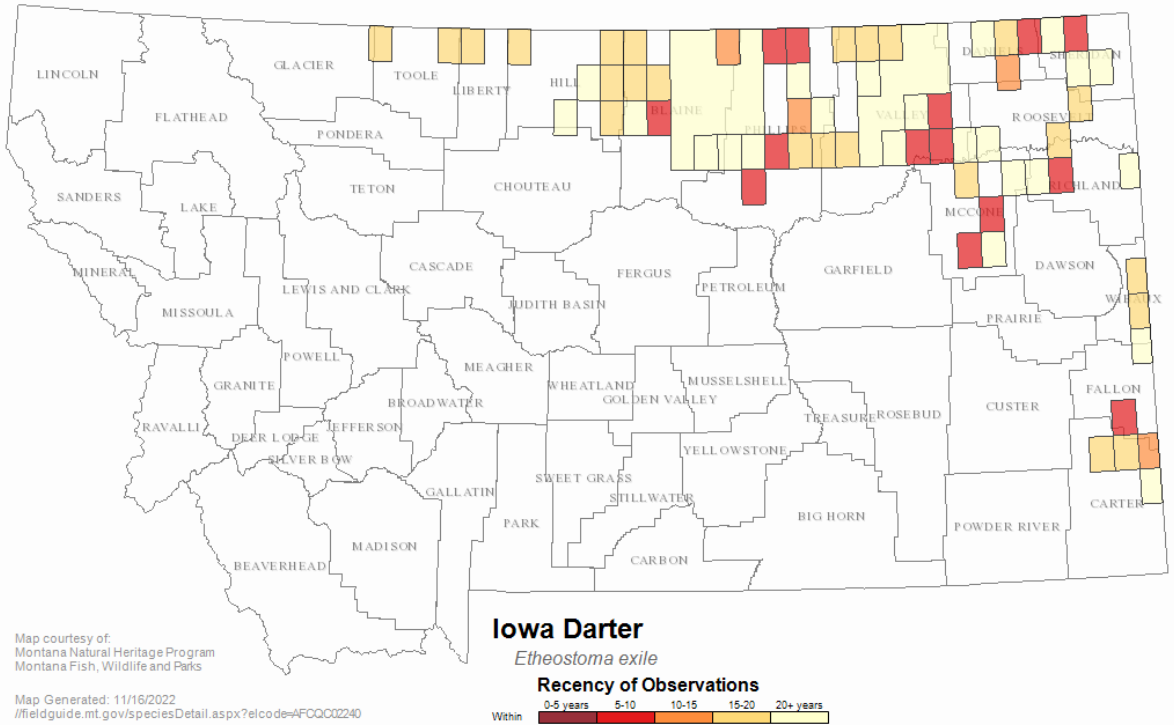 LINCOLN
GLACIER
TOOLE
LIBERTY
HILL
BLAINE
PHILLIPS
VALLEY
DANIELS
SHERIDAN
FLATHEAD
PONDERA
ROOSEVELT
SANDERS
LAKE
TETON
CHOUTEAU
MCCONE
RICHLAND
MINERAL
MISSOULA
LEWIS AND CLARK
CASCADE
JUDITH BASIN
FERGUS
PETROLEUM
GARFIELD
DAWSON
PRAIRIE
WIBAUX
POWELL
GRANITE
MEAGHER
WHEATLAND
GOLDEN VALLEY
MUSSELSHELL
FALLON
RAVALLI
DEER LODGE
SILVER BOW
JEFFERSON
BROADWATER
TREASURE
ROSEBUD
CUSTER
YELLOWSTONE
GALLATIN
SWEET GRASS
STILLWATER
PARK
BIG HORN
CARTER
POWDER RIVER
MADISON
BEAVERHEAD
CARBON
Iowa Darter
Etheostoma exile
Recency of Observations
0-5 years 5-10 10-15 15-20 20+ years
Within
Map courtesy of:
Montana Natural Heritage Program
Montana Fish, Wildlife and Parks
Map Generated: 11/16/2022
//fieldguide.mt.gov/speciesDetail.aspx?elcode=AFCQC02240